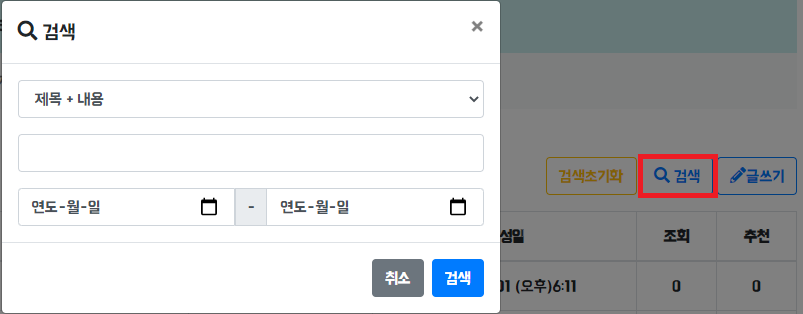 검색
×
제목 + 내용
연도-월-일 - 연도-월-일
취소 검색
검색초기화 검색 글쓰기
성일 조회 추천
01 (오후)6:11 0 0